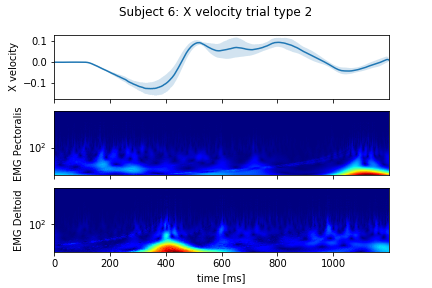 Subject 6: X velocity trial type 2
X velocity
0.1
0.0
−0.1
EMG Pectoralis
10²
EMG Deltoid
10²
0 200 400 600 800 1000
time [ms]